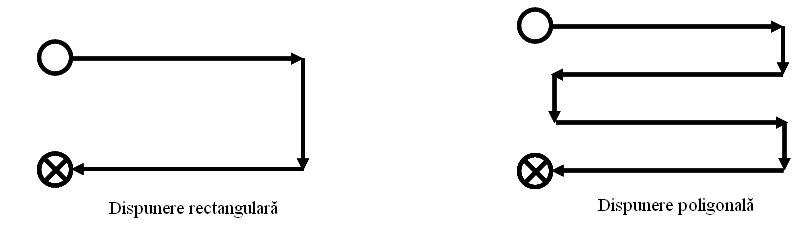 Dispunere rectangulară
Dispunere poligonală